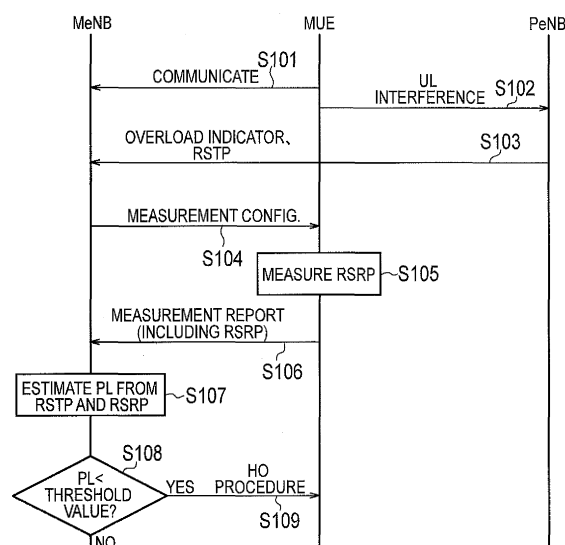 MeNB
MUE
PeNB
S101
COMMUNICATE
UL
INTERFERENCE
S102
OVERLOAD INDICATOR、
RSTP
S103
MEASUREMENT CONFIG.
S104
MEASURE RSRP
S105
MEASUREMENT REPORT
(INCLUDING RSRP)
S106
ESTIMATE PL FROM
RSTP AND RSRP
S107
S108
PL<
THRESHOLD
VALUE?
YES
HO
PROCEDURE
S109
NO